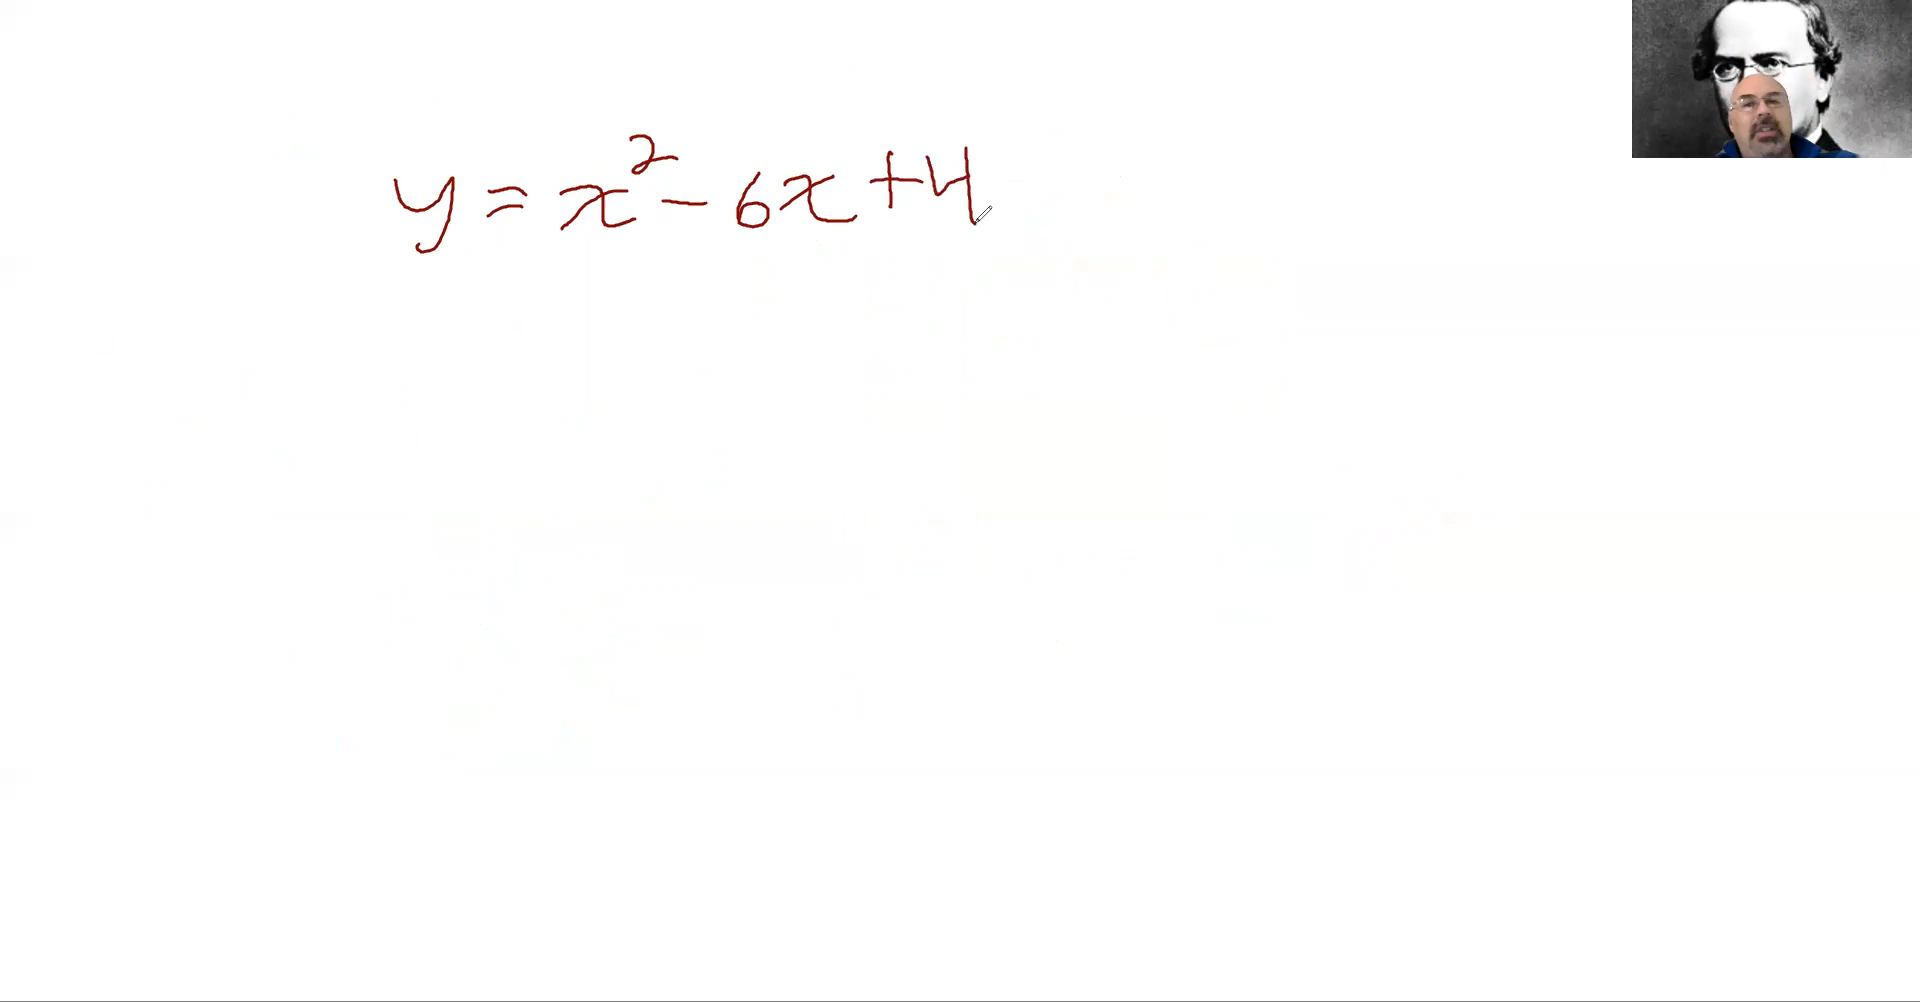 y = x² - 6x + 4